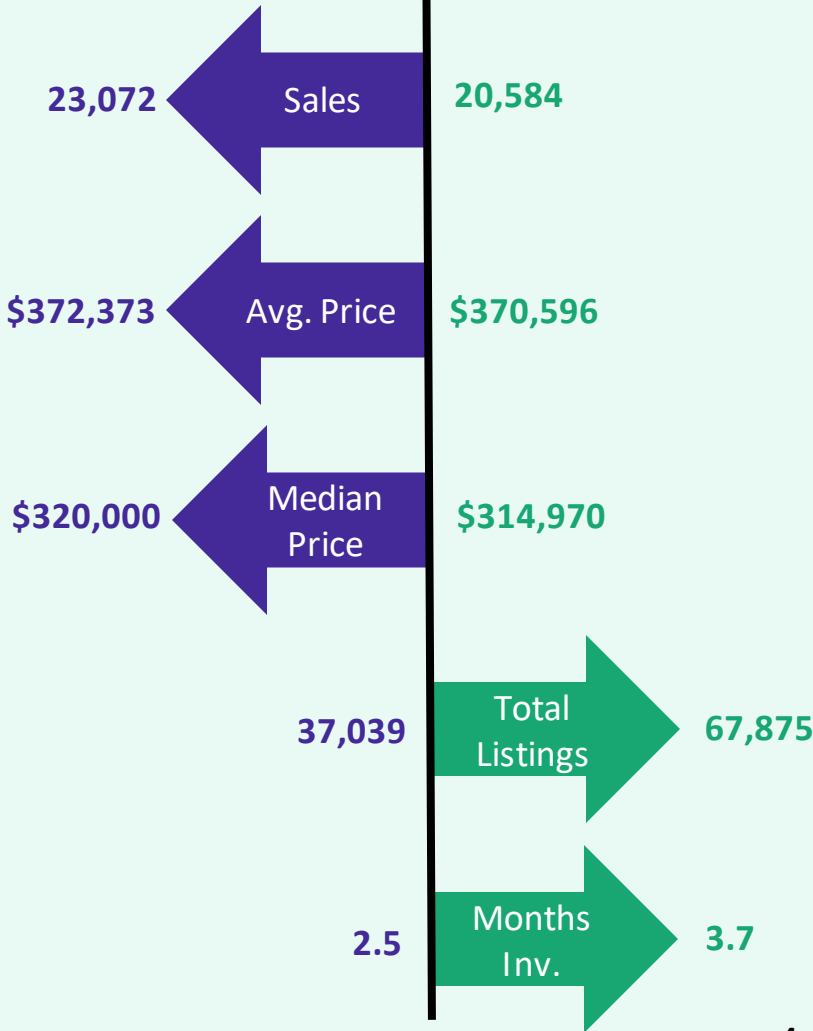 23,072 Sales 20,584
$372,373 Avg. Price $370,596
$320,000 Median
Price $314,970
37,039 Total
Listings 67,875
2.5 Months
Inv. 3.7